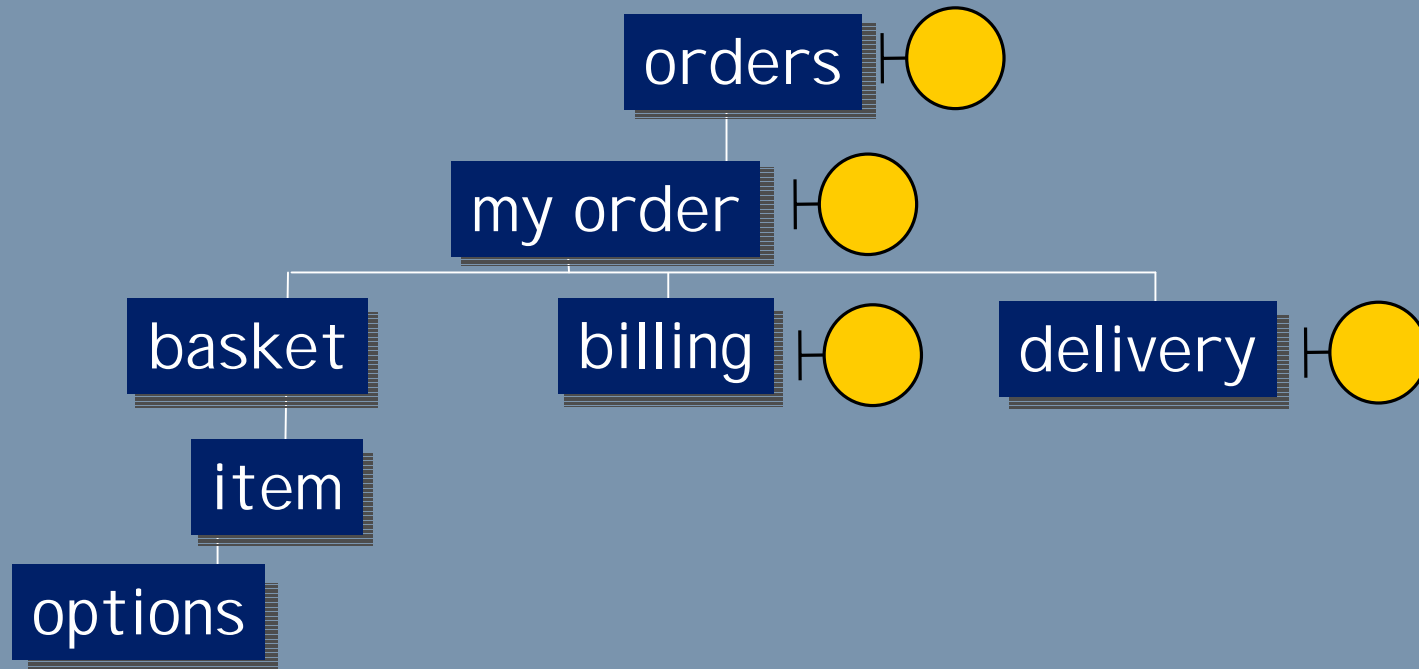 orders
my order
basket
billing
delivery
item
options